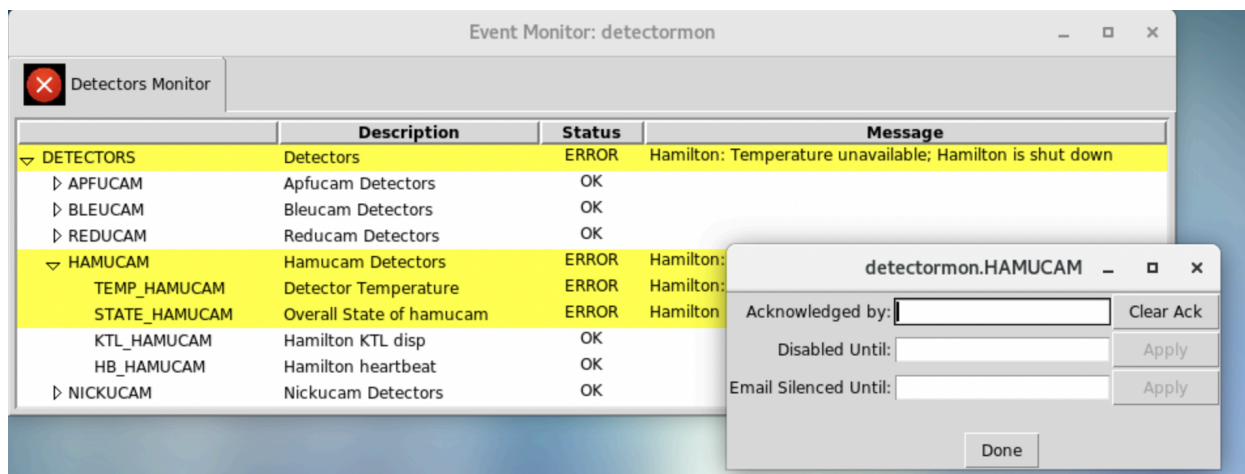 Event Monitor: detectormon
Detectors Monitor
Description Status Message
DETECTORS Detectors ERROR Hamilton: Temperature unavailable; Hamilton is shut down
APFUCAM Apfucam Detectors OK
BLEUCAM Bleucam Detectors OK
REDUCAM Reducam Detectors OK
HAMUCAM Hamucam Detectors ERROR Hamilton:
TEMP_HAMUCAM Detector Temperature ERROR Hamilton:
STATE_HAMUCAM Overall State of hamucam ERROR Hamilton
KTL_HAMUCAM Hamilton KTL disp OK
HB_HAMUCAM Hamilton heartbeat OK
NICKUCAM Nickucam Detectors OK
detectormon.HAMUCAM
Acknowledged by: Clear Ack
Disabled Until: Apply
Email Silenced Until: Apply
Done